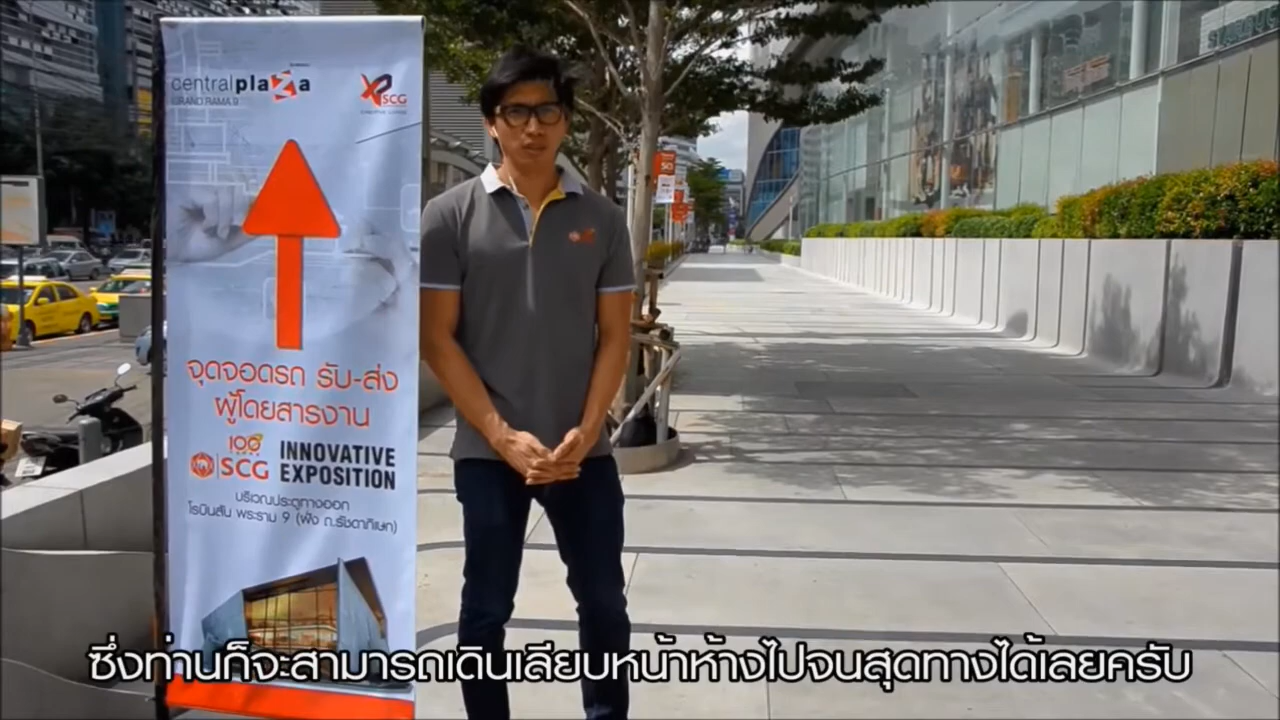 centralplaza
GRAND RAMA 9
XP SCG
จุดจอดรถ รับ-ส่ง
ผู้โดยสารงาน
100
SCG
INNOVATIVE
EXPOSITION
บริเวณประตูทางออก
โรบินสัน พระราม 9 (ฝั่ง ถ.รัชดาภิเษก)
ซึ่งท่านก็จะสามารถเดินเลียบหน้าห้างไปจนสุดทางได้เลยครับ